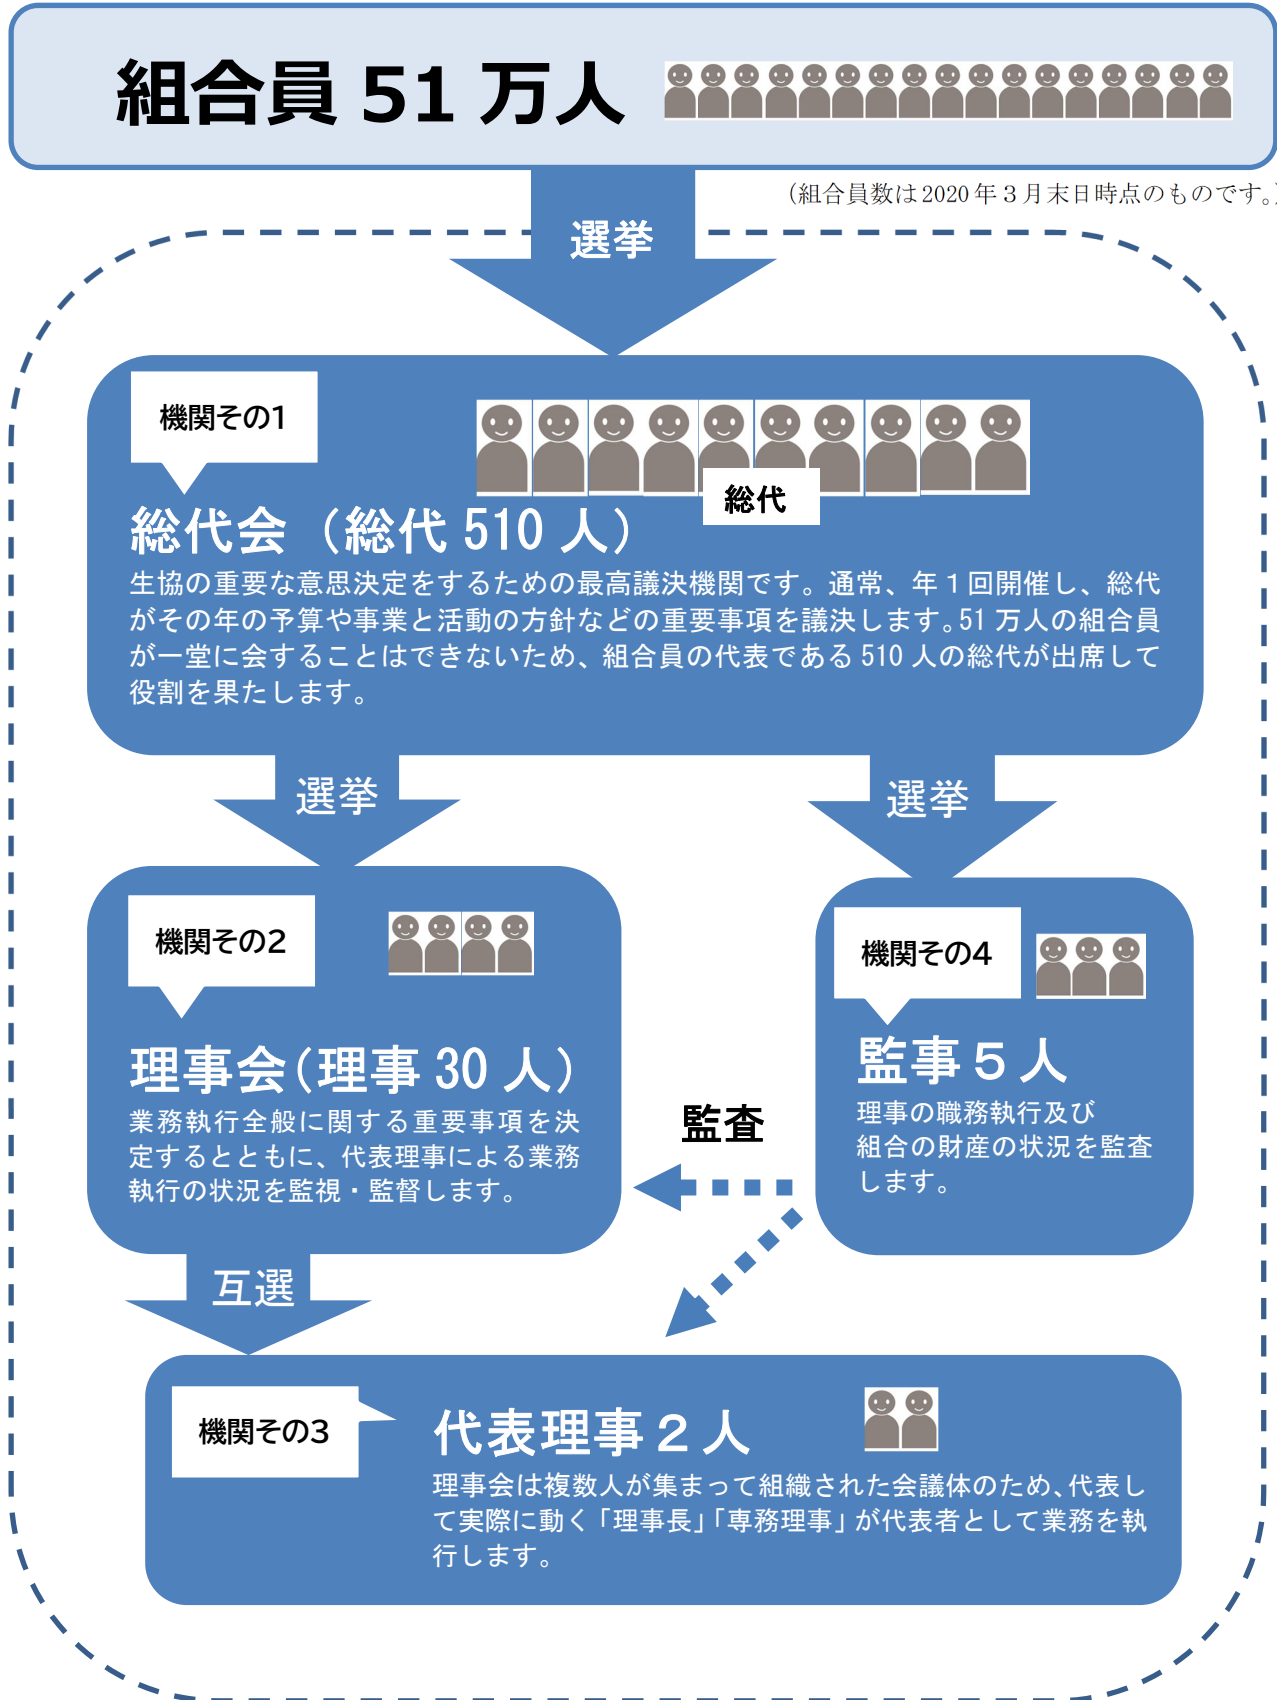 組合員 51 万人
（組合員数は2020年３月末日時点のものです。）
選挙
機関その1
総代
総代会（総代 510 人）
生協の重要な意思決定をするための最高議決機関です。通常、年１回開催し、総代
がその年の予算や事業と活動の方針などの重要事項を議決します。51 万人の組合員
が一堂に会することはできないため、組合員の代表である 510 人の総代が出席して
役割を果たします。
選挙
選挙
機関その2
理事会（理事 30 人）
業務執行全般に関する重要事項を決
定するとともに、代表理事による業務
執行の状況を監視・監督します。
監査
機関その4
監事５人
理事の職務執行及び
組合の財産の状況を監査
します。
互選
機関その3
代表理事２人
理事会は複数人が集まって組織された会議体のため、代表し
て実際に動く「理事長」「専務理事」が代表者として業務を執
行します。